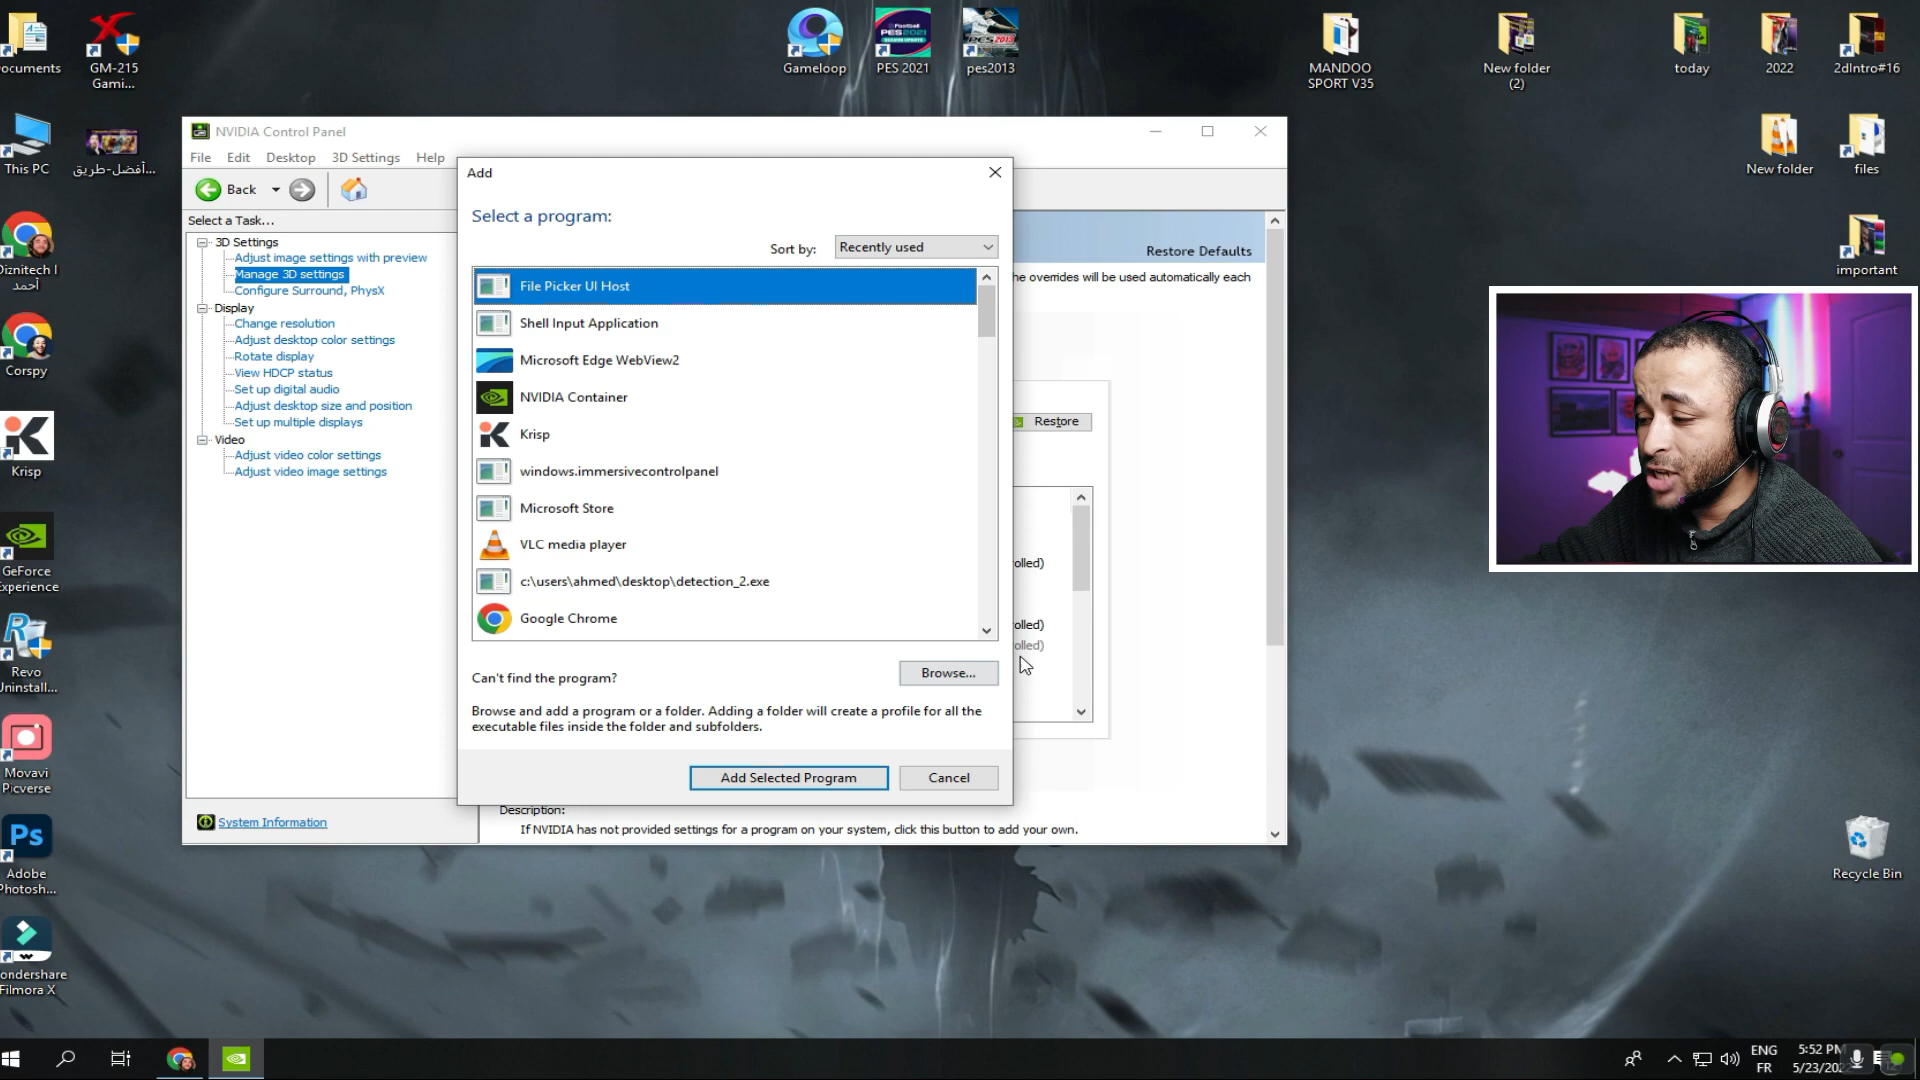 ocuments
GM-215
Gami...
Gameloop
PES 2021
pes2013
MANDOO
SPORT V35
New folder
(2)
today
2022
2dIntro#16
This PC
أفضل-طريق...
New folder
files
Diznitech l
أحمد
important
Corspy
Krisp
GeForce
Experience
Revo
Uninstall...
Movavi
Picverse
Ps
Adobe
Photosh...
ondershare
Filmora X
Recycle Bin
NVIDIA Control Panel
File
Edit
Desktop
3D Settings
Help
Back
Select a Task...
3D Settings
Adjust image settings with preview
Manage 3D settings
Configure Surround, PhysX
Display
Change resolution
Adjust desktop color settings
Rotate display
View HDCP status
Set up digital audio
Adjust desktop size and position
Set up multiple displays
Video
Adjust video color settings
Adjust video image settings
System Information
Add
Select a program:
Sort by:
Recently used
File Picker UI Host
Shell Input Application
Microsoft Edge WebView2
NVIDIA Container
Krisp
windows.immersivecontrolpanel
Microsoft Store
VLC media player
c:\users\ahmed\desktop\detection_2.exe
Google Chrome
Can't find the program?
Browse...
Browse and add a program or a folder. Adding a folder will create a profile for all the
executable files inside the folder and subfolders.
Add Selected Program
Cancel
Restore Defaults
he overrides will be used automatically each
Restore
olled)
olled)
olled)
Description:
If NVIDIA has not provided settings for a program on your system, click this button to add your own.
ENG
FR
5:52 PM
5/23/202